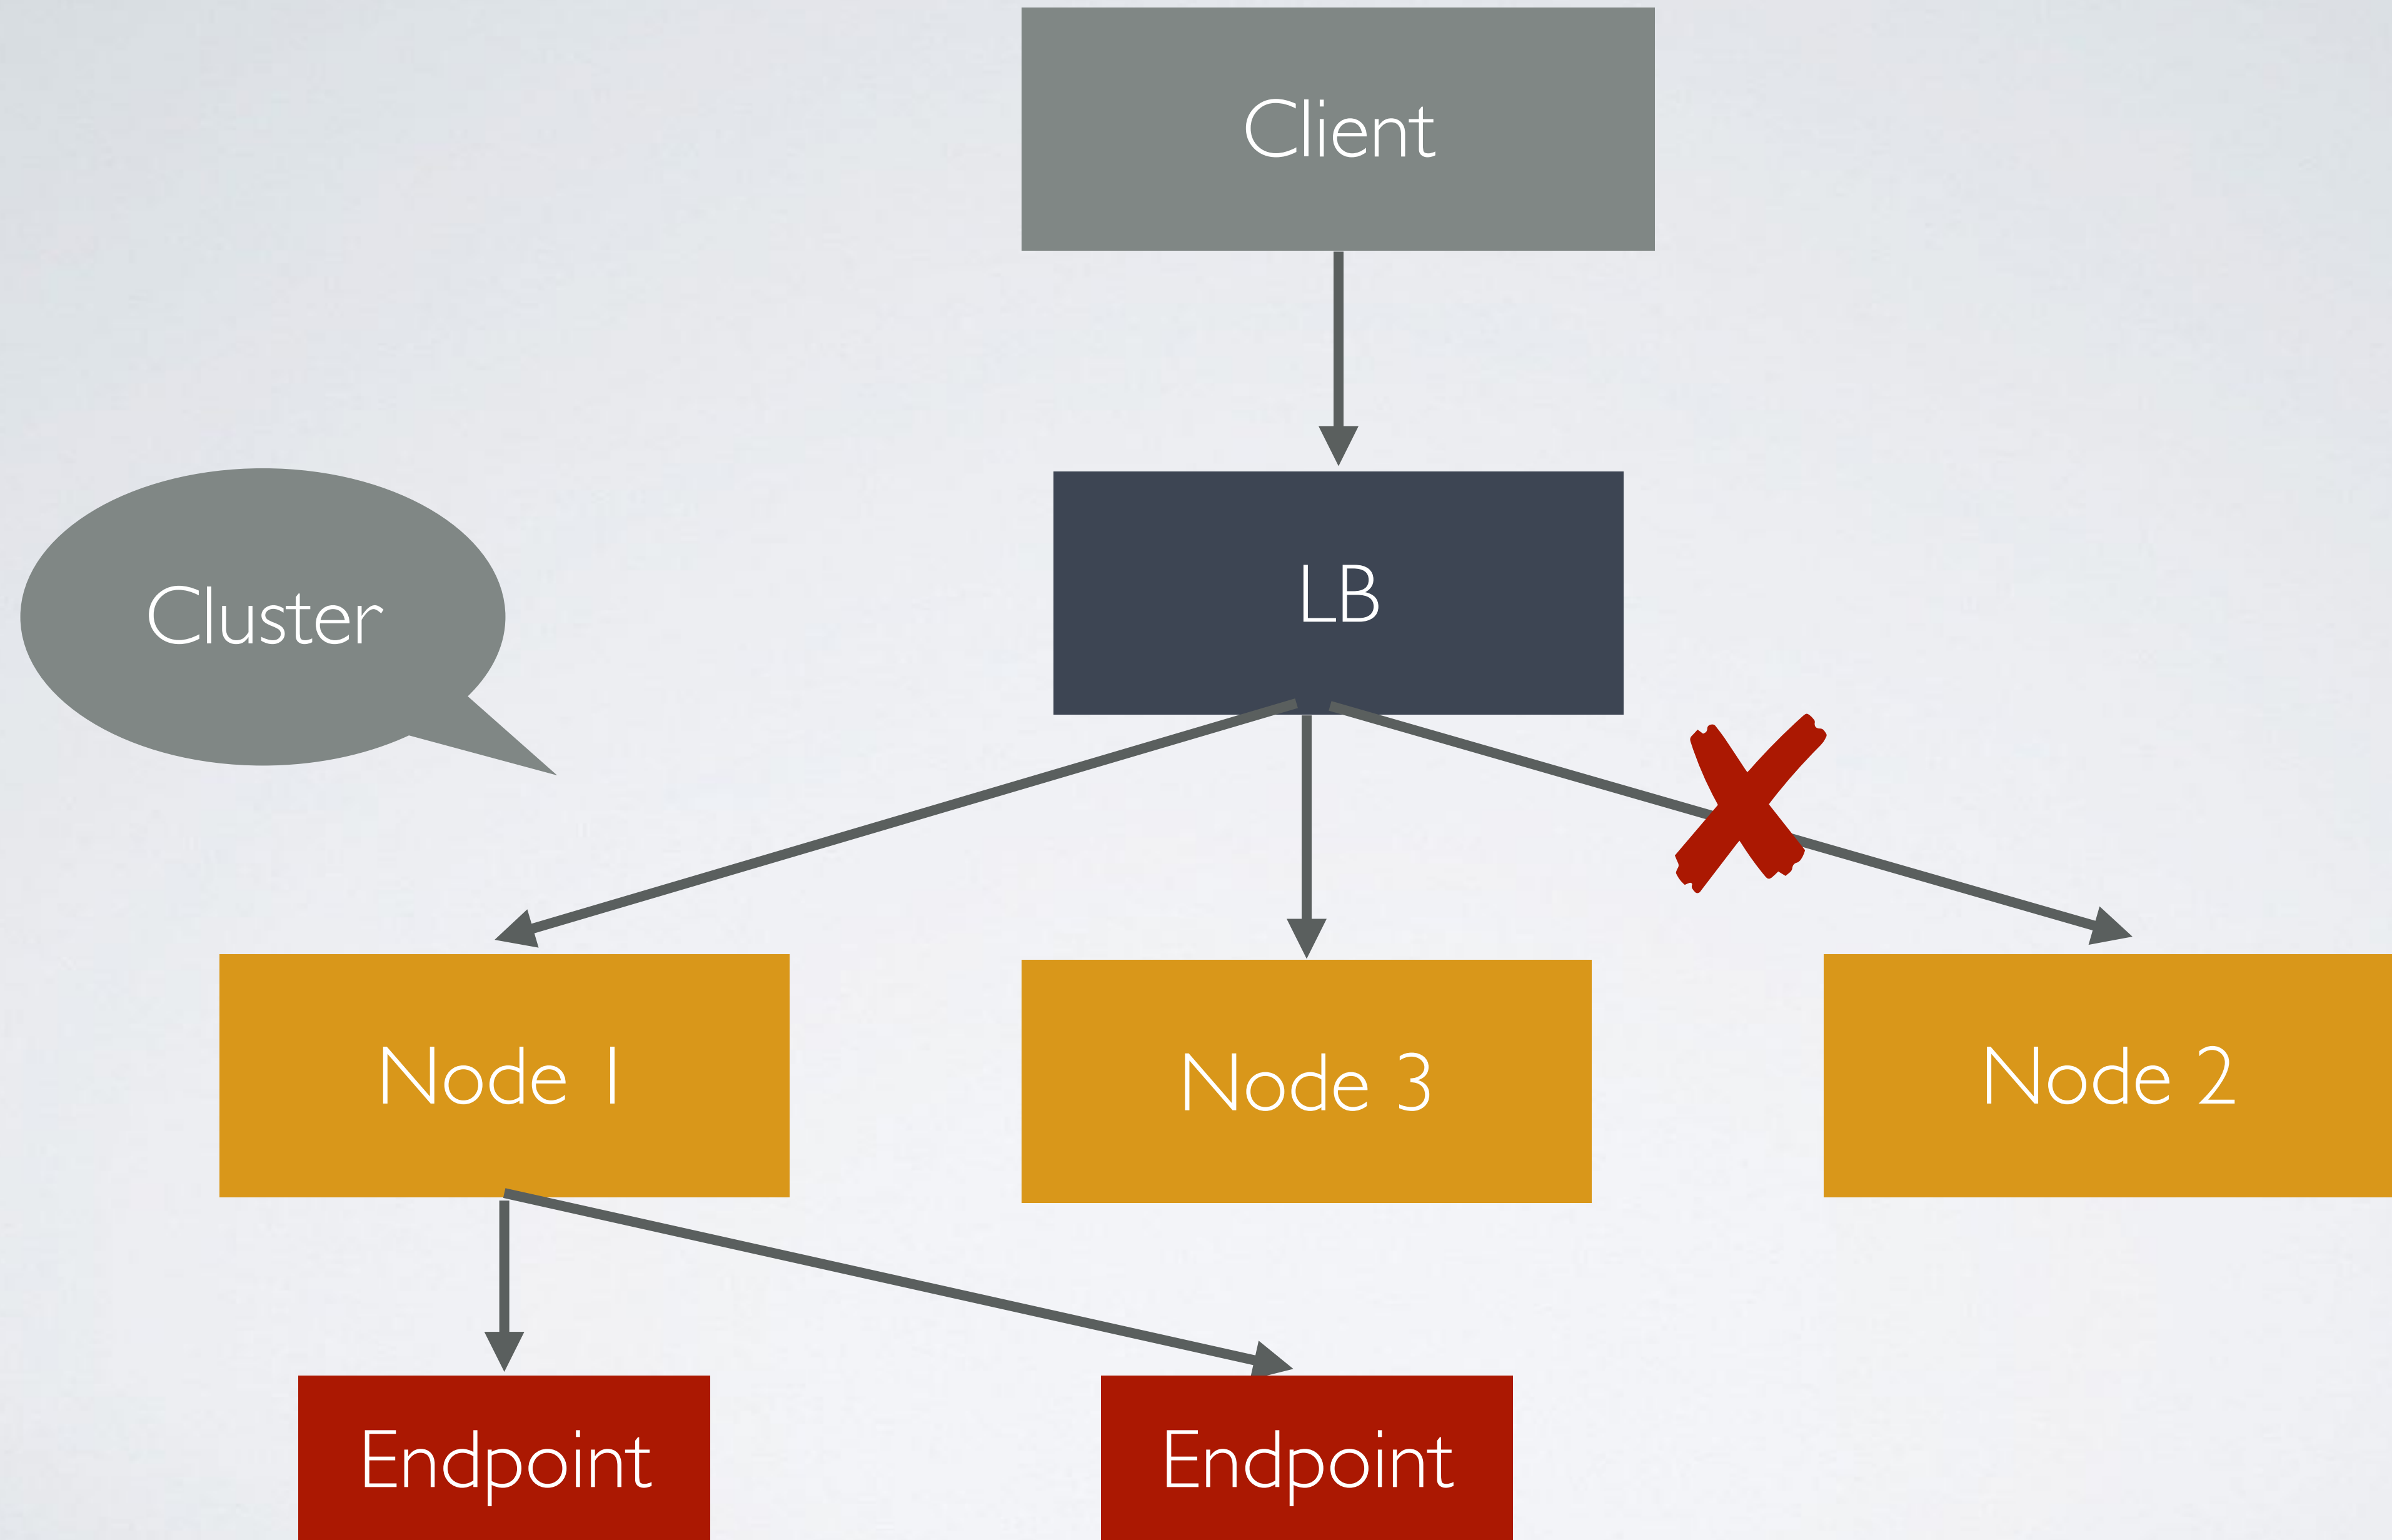 Client
LB
Cluster
Node 1
Node 3
Node 2
Endpoint
Endpoint